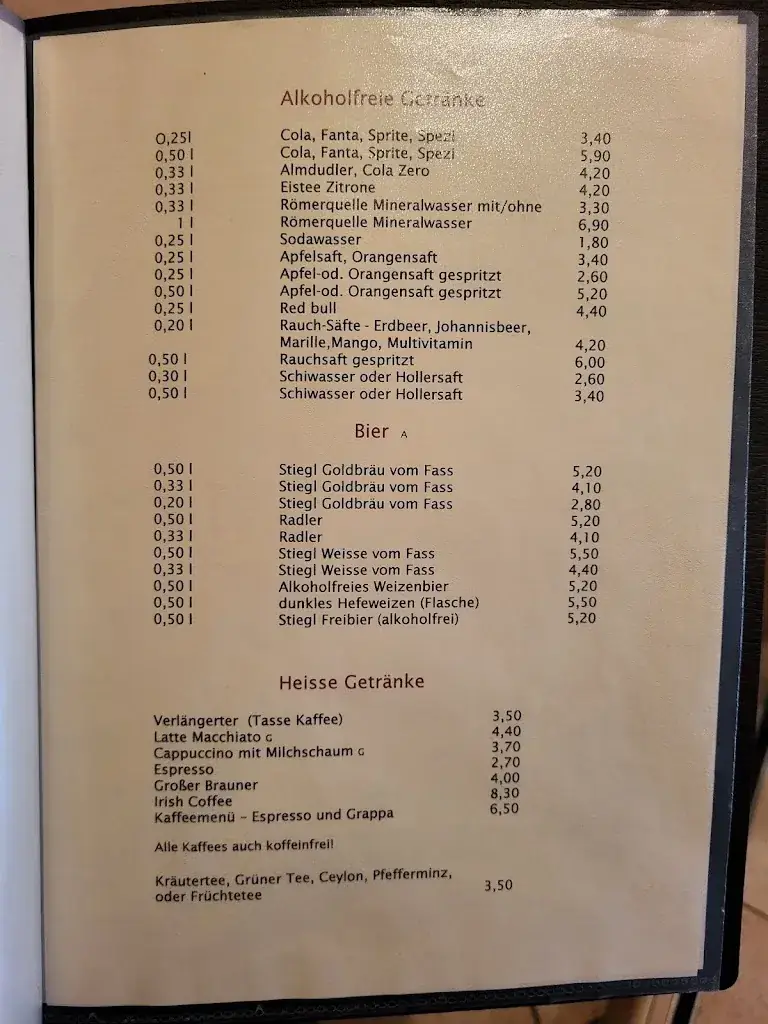 Alkoholfreie Getränke
0,25l Cola, Fanta, Sprite, Spezi 3,40
0,50 l Cola, Fanta, Sprite, Spezi 5,90
0,33 l Almdudler, Cola Zero 4,20
0,33 l Eistee Zitrone 4,20
0,33 l Römerquelle Mineralwasser mit/ohne 3,30
1 l Römerquelle Mineralwasser 6,90
0,25 l Sodawasser 1,80
0,25 l Apfelsaft, Orangensaft 3,40
0,25 l Apfel-od. Orangensaft gespritzt 2,60
0,50 l Apfel-od. Orangensaft gespritzt 5,20
0,25 l Red bull 4,40
0,20 l Rauch-Säfte - Erdbeer, Johannisbeer,
Marille,Mango, Multivitamin 4,20
0,50 l Rauchsaft gespritzt 6,00
0,30 l Schiwasser oder Hollersaft 2,60
0,50 l Schiwasser oder Hollersaft 3,40
Bier A
0,50 l Stiegl Goldbräu vom Fass 5,20
0,33 l Stiegl Goldbräu vom Fass 4,10
0,20 l Stiegl Goldbräu vom Fass 2,80
0,50 l Radler 5,20
0,33 l Radler 4,10
0,50 l Stiegl Weisse vom Fass 5,50
0,33 l Stiegl Weisse vom Fass 4,40
0,50 l Alkoholfreies Weizenbier 5,20
0,50 l dunkles Hefeweizen (Flasche) 5,50
0,50 l Stiegl Freibier (alkoholfrei) 5,20
Heisse Getränke
Verlängerter (Tasse Kaffee) 3,50
Latte Macchiato G 4,40
Cappuccino mit Milchschaum G 3,70
Espresso 2,70
Großer Brauner 4,00
Irish Coffee 8,30
Kaffeemenü - Espresso und Grappa 6,50
Alle Kaffees auch koffeinfrei!
Kräutertee, Grüner Tee, Ceylon, Pfefferminz,
oder Früchtetee 3,50